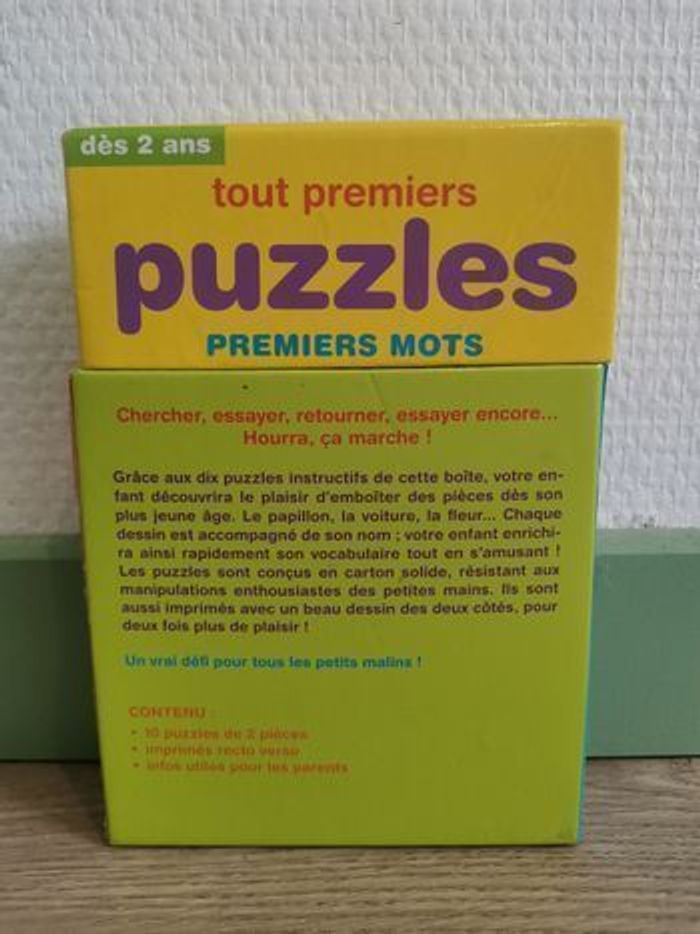 dès 2 ans
tout premiers
puzzles
PREMIERS MOTS
Chercher, essayer, retourner, essayer encore...
Hourra, ça marche !
Grâce aux dix puzzles instructifs de cette boîte, votre en-
fant découvrira le plaisir d'emboîter des pièces dès son
plus jeune âge. Le papillon, la voiture, la fleur... Chaque
dessin est accompagné de son nom ; votre enfant enrichi-
ra ainsi rapidement son vocabulaire tout en s'amusant !
Les puzzles sont conçus en carton solide, résistant aux
manipulations enthousiastes des petites mains. Ils sont
aussi imprimés avec un beau dessin des deux côtés, pour
deux fois plus de plaisir !
Un vrai défi pour tous les petits malins !
CONTENU :
• 10 puzzles de 2 pièces
• imprimés recto verso
• infos utiles pour les parents